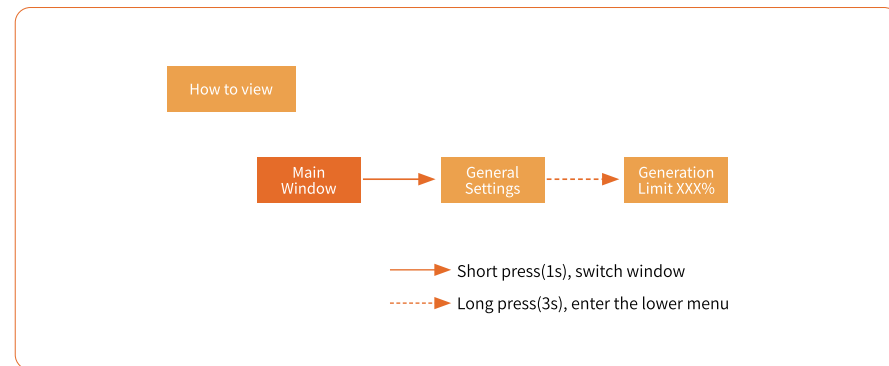 How to view
Main
Window
General
Settings
Generation
Limit XXX%
Short press(1s), switch window
Long press(3s), enter the lower menu